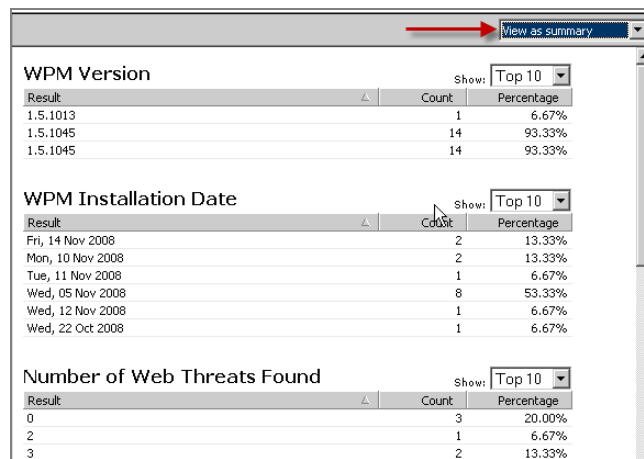 View as summary
WPM Version Show: Top 10
Result Count Percentage
1.5.1013 1 6.67%
1.5.1045 14 93.33%
1.5.1045 14 93.33%
WPM Installation Date Show: Top 10
Result Count Percentage
Fri, 14 Nov 2008 2 13.33%
Mon, 10 Nov 2008 2 13.33%
Tue, 11 Nov 2008 1 6.67%
Wed, 05 Nov 2008 8 53.33%
Wed, 12 Nov 2008 1 6.67%
Wed, 22 Oct 2008 1 6.67%
Number of Web Threats Found Show: Top 10
Result Count Percentage
0 3 20.00%
2 1 6.67%
3 2 13.33%